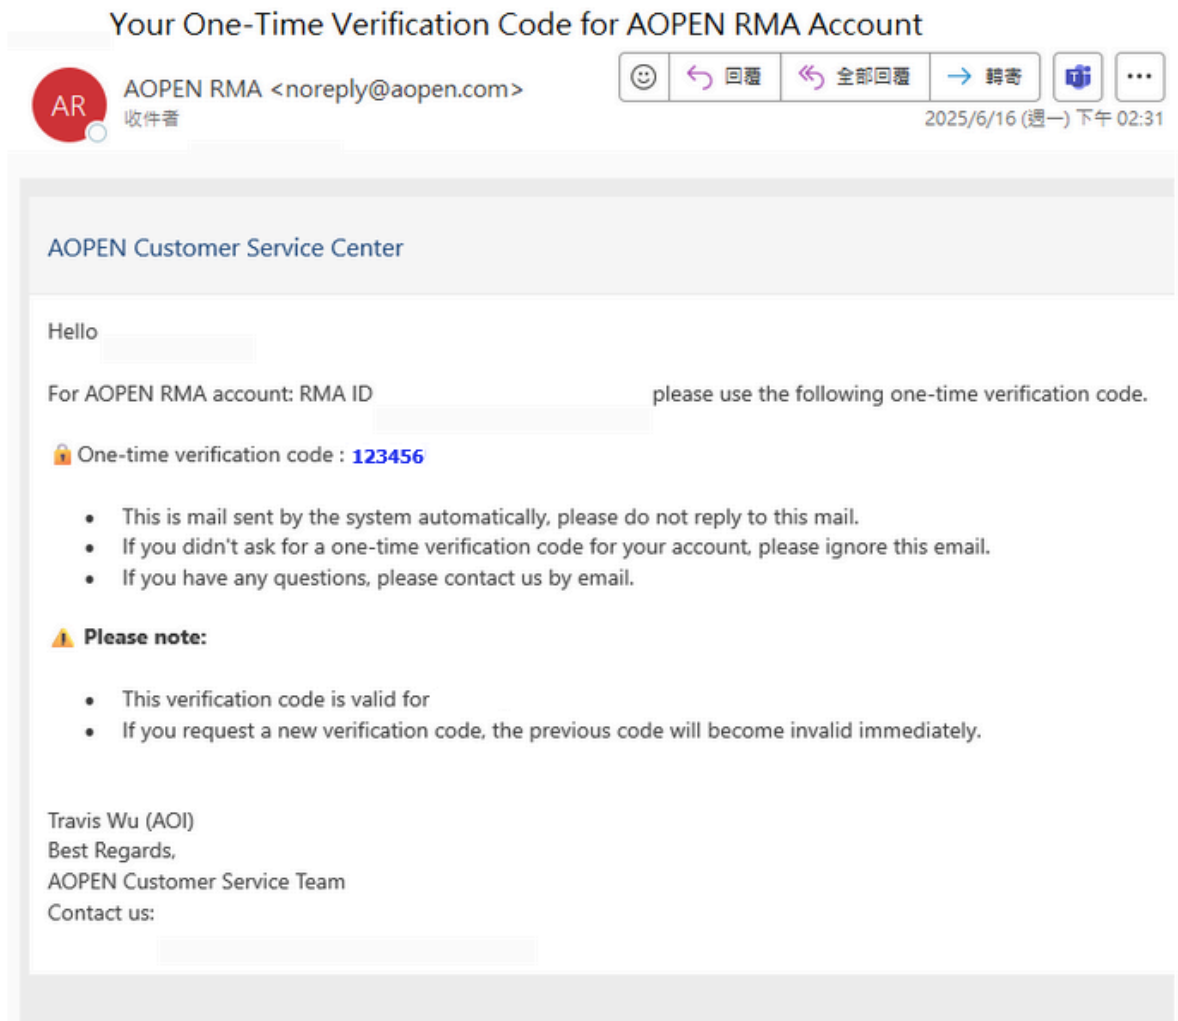 Your One-Time Verification Code for AOPEN RMA Account
AR
AOPEN RMA <noreply@aopen.com>
收件者
回覆
全部回覆
轉寄
2025/6/16 (週一) 下午 02:31
AOPEN Customer Service Center
Hello
For AOPEN RMA account: RMA ID please use the following one-time verification code.
One-time verification code : 123456
• This is mail sent by the system automatically, please do not reply to this mail.
• If you didn't ask for a one-time verification code for your account, please ignore this email.
• If you have any questions, please contact us by email.
Please note:
• This verification code is valid for
• If you request a new verification code, the previous code will become invalid immediately.
Travis Wu (AOI)
Best Regards,
AOPEN Customer Service Team
Contact us: